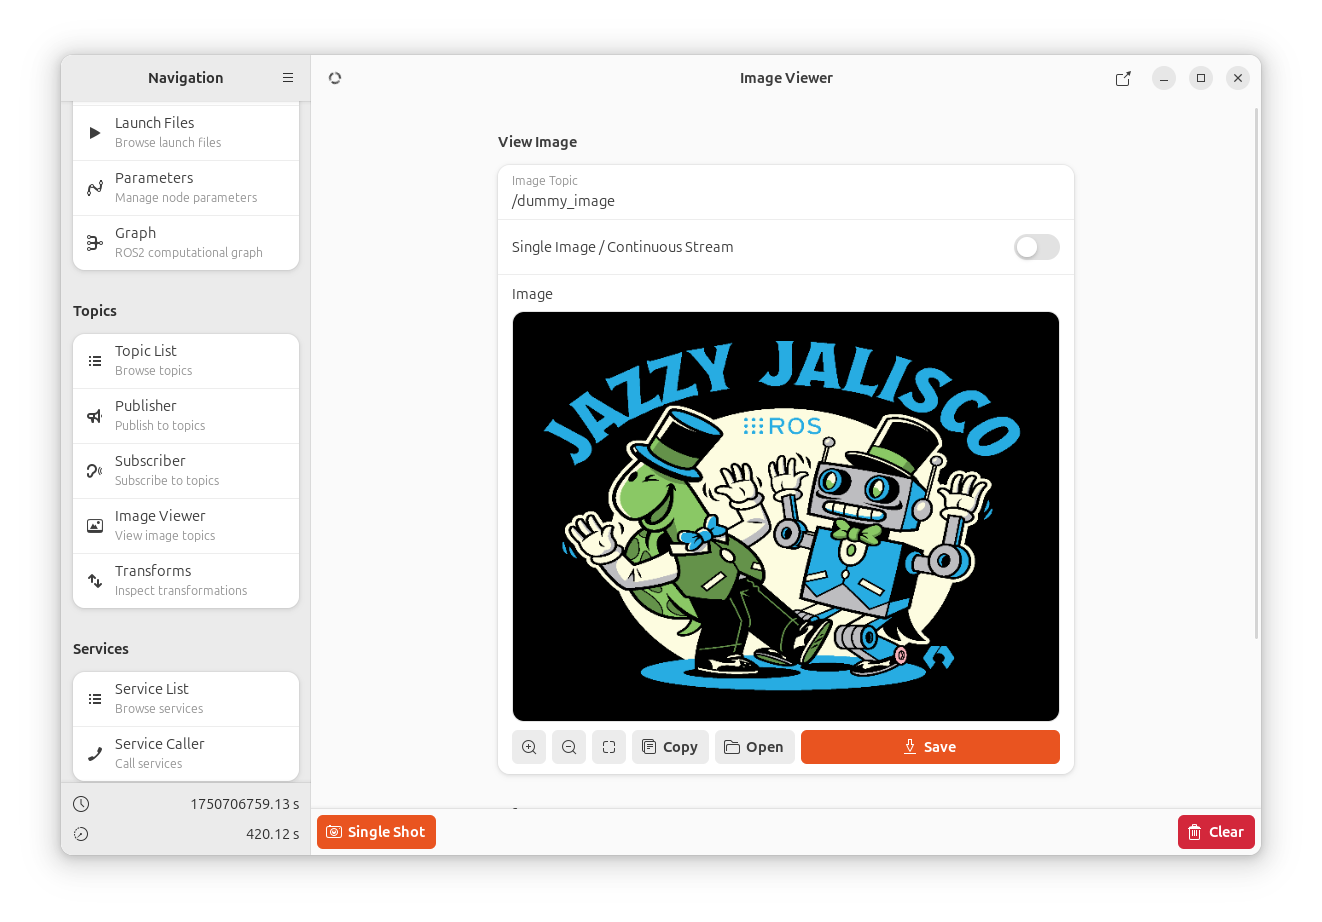 Navigation
Launch Files
Browse launch files
Parameters
Manage node parameters
Graph
ROS2 computational graph
Topics
Topic List
Browse topics
Publisher
Publish to topics
Subscriber
Subscribe to topics
Image Viewer
View image topics
Transforms
Inspect transformations
Services
Service List
Browse services
Service Caller
Call services
1750706759.13 s
420.12 s
Image Viewer
View Image
Image Topic
/dummy_image
Single Image / Continuous Stream
Image
JAZZY JALISCO
ROS
Copy
Open
Save
Single Shot
Clear